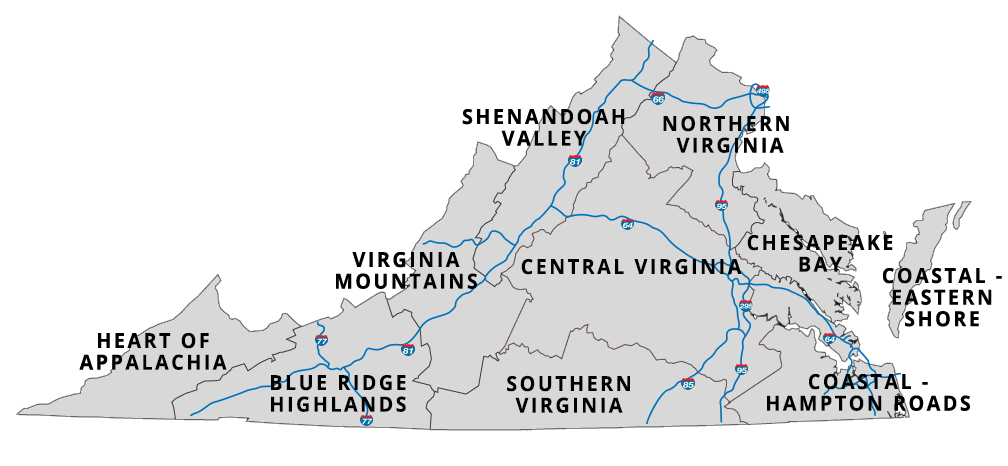 SHENANDOAH
VALLEY
NORTHERN
VIRGINIA
495
66
81
95
64
CHESAPEAKE
BAY
VIRGINIA
MOUNTAINS
CENTRAL VIRGINIA
COASTAL -
EASTERN
SHORE
295
HEART OF
APPALACHIA
77
81
64
95
BLUE RIDGE
HIGHLANDS
SOUTHERN
VIRGINIA
85
COASTAL -
HAMPTON ROADS
77